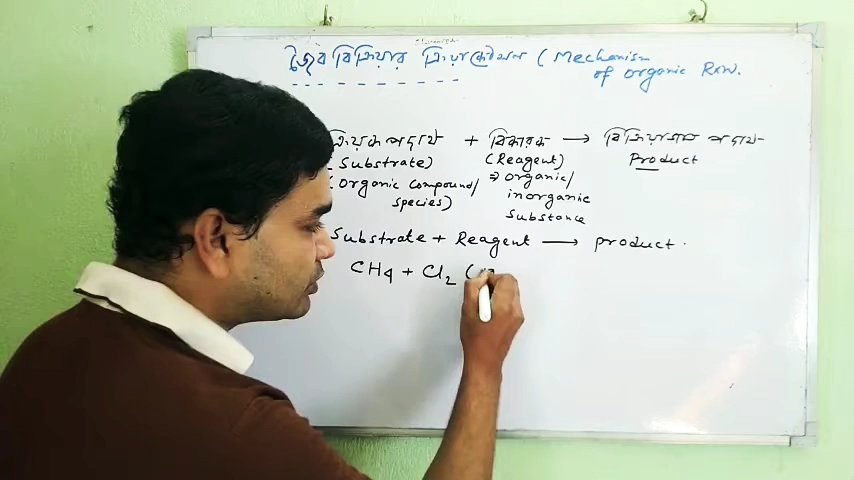 জৈব বিক্রিয়ার ক্রিয়াকৌশল (Mechanism
of organic Rxn.
ক্রিয়ক পদার্থ + বিকারক → বিক্রিয়াজাত পদার্থ
Substrate) (Reagent) Product
(organic compound/ ⇒ organic/
species) inorganic
substance
Substrate + Reagent → product.
CH4 + Cl2 (